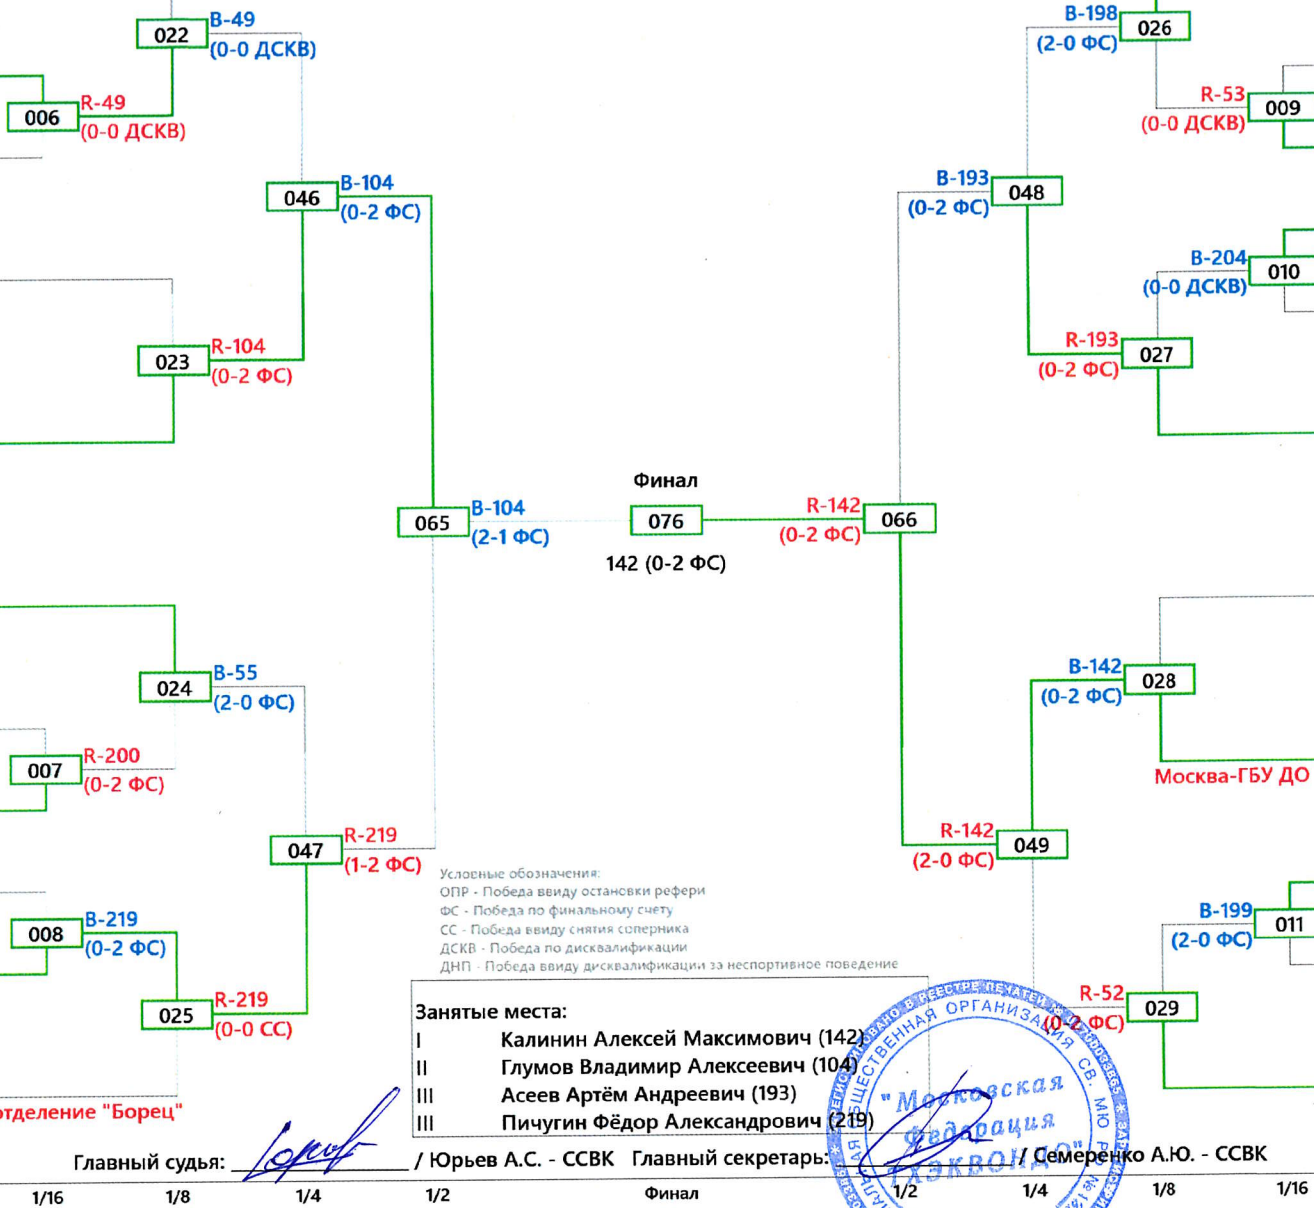 B-49
022
(0-0 ДСКВ)
R-49
006
(0-0 ДСКВ)
B-198
026
(2-0 ФС)
R-53
009
(0-0 ДСКВ)
B-104
046
(0-2 ФС)
B-193
048
(0-2 ФС)
B-204
010
(0-0 ДСКВ)
R-104
023
(0-2 ФС)
R-193
027
(0-2 ФС)
Финал
B-104
065
(2-1 ФС)
076
142 (0-2 ФС)
R-142
066
(0-2 ФС)
B-55
024
(2-0 ФС)
R-200
007
(0-2 ФС)
B-142
028
(0-2 ФС)
Москва-ГБУ ДО
R-219
047
(1-2 ФС)
R-142
049
(2-0 ФС)
Условные обозначения:
ОПР - Победа ввиду остановки рефери
ФС - Победа по финальному счету
СС - Победа ввиду снятия соперника
ДСКВ - Победа по дисквалификации
ДНП - Победа ввиду дисквалификации за неспортивное поведение
B-219
008
(0-2 ФС)
B-199
011
(2-0 ФС)
R-219
025
(0-0 СС)
R-52
029
(0-2 ФС)
Занятые места:
I Калинин Алексей Максимович (142)
II Глумов Владимир Алексеевич (104)
III Асеев Артём Андреевич (193)
III Пичугин Фёдор Александрович (219)
отделение "Борец"
"Московская
Федерация
ТХЭКВОНДО"
Главный судья: / Юрьев А.С. - ССВК Главный секретарь: / Семеренко А.Ю. - ССВК
1/16 1/8 1/4 1/2 Финал 1/2 1/4 1/8 1/16